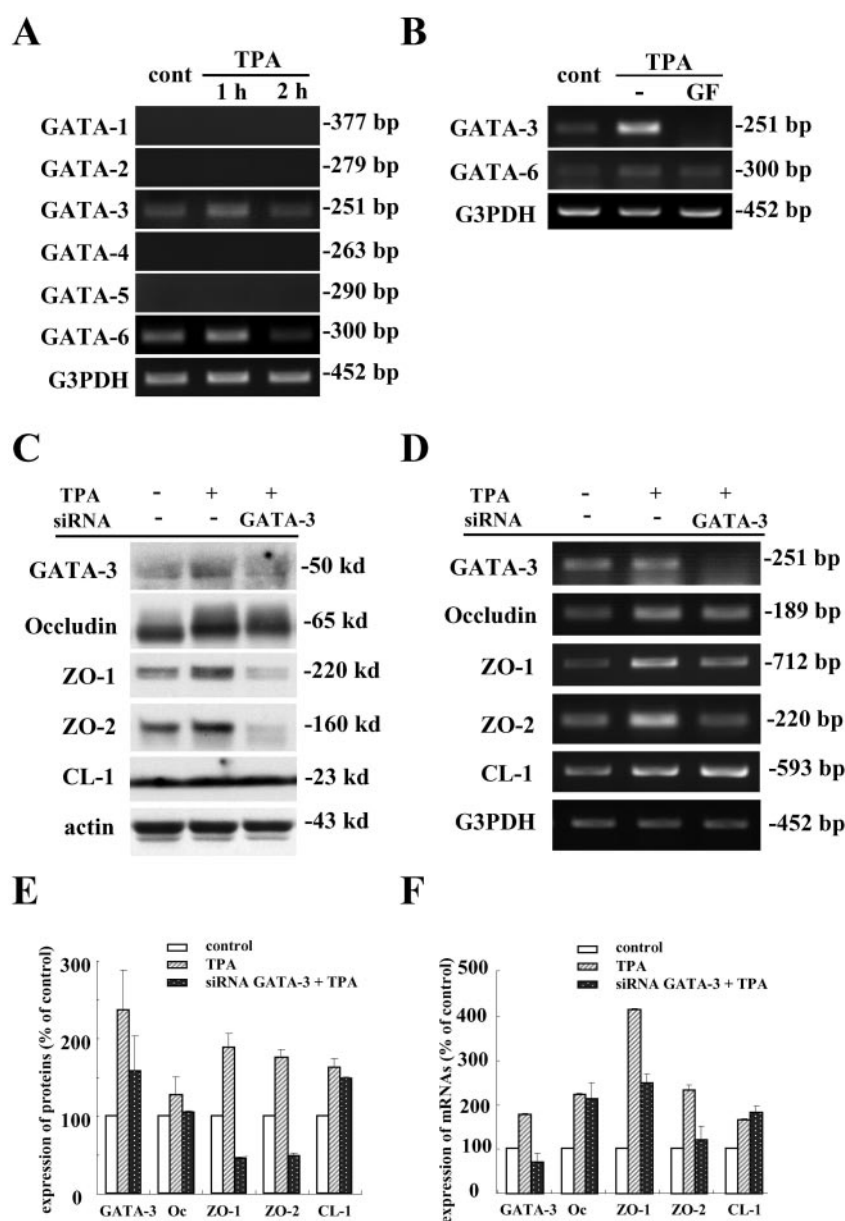 A
TPA
cont
1 h 2 h
GATA-1 -377 bp
GATA-2 -279 bp
GATA-3 -251 bp
GATA-4 -263 bp
GATA-5 -290 bp
GATA-6 -300 bp
G3PDH -452 bp
B
TPA
cont
- GF
GATA-3 -251 bp
GATA-6 -300 bp
G3PDH -452 bp
C
TPA - + +
siRNA - - GATA-3
GATA-3 -50 kd
Occludin -65 kd
ZO-1 -220 kd
ZO-2 -160 kd
CL-1 -23 kd
actin -43 kd
D
TPA - + +
siRNA - - GATA-3
GATA-3 -251 bp
Occludin -189 bp
ZO-1 -712 bp
ZO-2 -220 bp
CL-1 -593 bp
G3PDH -452 bp
E
control
TPA
siRNA GATA-3 + TPA
expression of proteins (% of control)
300
200
100
0
GATA-3 Oc ZO-1 ZO-2 CL-1
F
control
TPA
siRNA GATA-3 + TPA
expression of mRNAs (% of control)
500
400
300
200
100
0
GATA-3 Oc ZO-1 ZO-2 CL-1